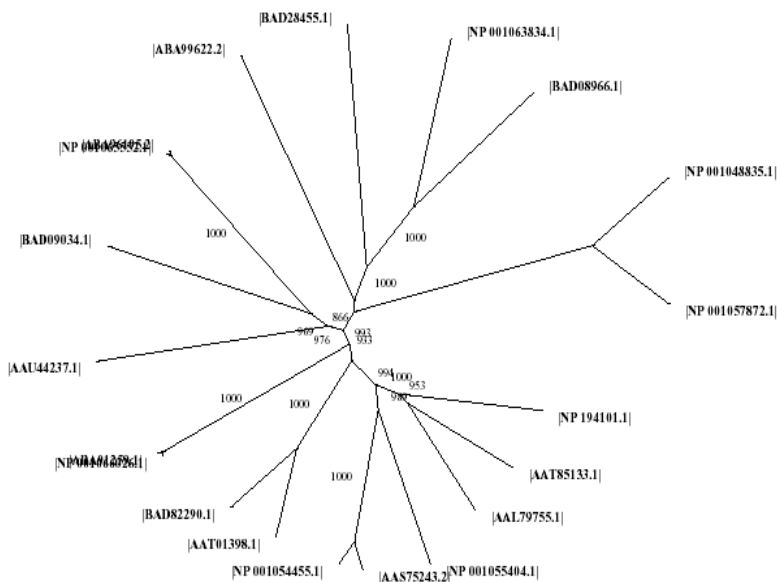 |BAD28455.1|
|NP 001063834.1|
|ABA99622.2|
|BAD08966.1|
|NP 001048835.1|
1000
1000
|BAD09034.1|
1000
|NP 001057872.1|
866
969
976
993
933
|AAU44237.1|
994
1000
953
1000
1000
|NP 194101.1|
|AAT85133.1|
|BAD82290.1|
1000
|AAL79755.1|
|AAT01398.1|
|NP 001054455.1|
|AAS75243.2|
|NP 001055404.1|